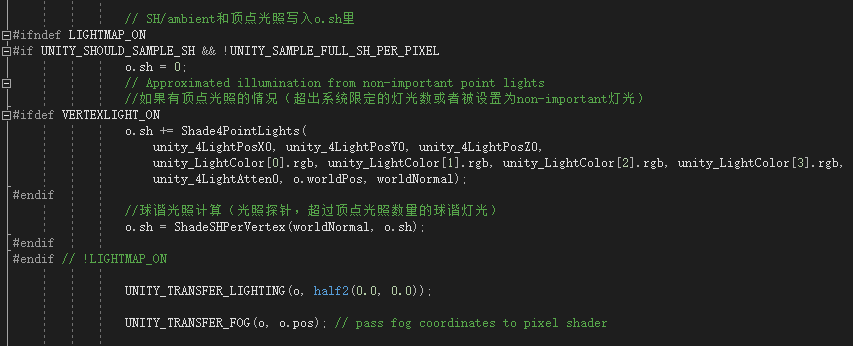 // SH/ambient和顶点光照写入o.sh里
#ifndef LIGHTMAP_ON
#if UNITY_SHOULD_SAMPLE_SH && !UNITY_SAMPLE_FULL_SH_PER_PIXEL
o.sh = 0;
// Approximated illumination from non-important point lights
//如果有顶点光照的情况（超出系统限定的灯光数或者被设置为non-important灯光）
#ifdef VERTEXLIGHT_ON
o.sh += Shade4PointLights(
unity_4LightPosX0, unity_4LightPosY0, unity_4LightPosZ0,
unity_LightColor[0].rgb, unity_LightColor[1].rgb, unity_LightColor[2].rgb, unity_LightColor[3].rgb,
unity_4LightAtten0, o.worldPos, worldNormal);
#endif
//球谐光照计算（光照探针，超过顶点光照数量的球谐灯光）
o.sh = ShadeSHPerVertex(worldNormal, o.sh);
#endif
#endif // !LIGHTMAP_ON
UNITY_TRANSFER_LIGHTING(o, half2(0.0, 0.0));
UNITY_TRANSFER_FOG(o, o.pos); // pass fog coordinates to pixel shader